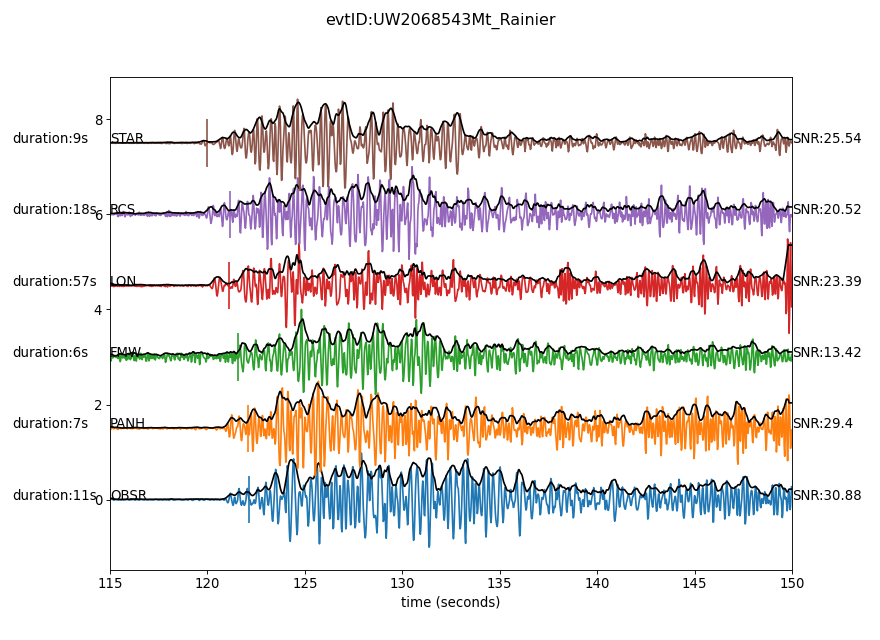 evtID:UW2068543Mt_Rainier
8
duration:9s STAR SNR:25.54
duration:18s RCS SNR:20.52
6
duration:57s LON SNR:23.39
4
duration:6s FMW SNR:13.42
2
duration:7s PANH SNR:29.4
duration:11s OBSR SNR:30.88
0
115 120 125 130 135 140 145 150
time (seconds)